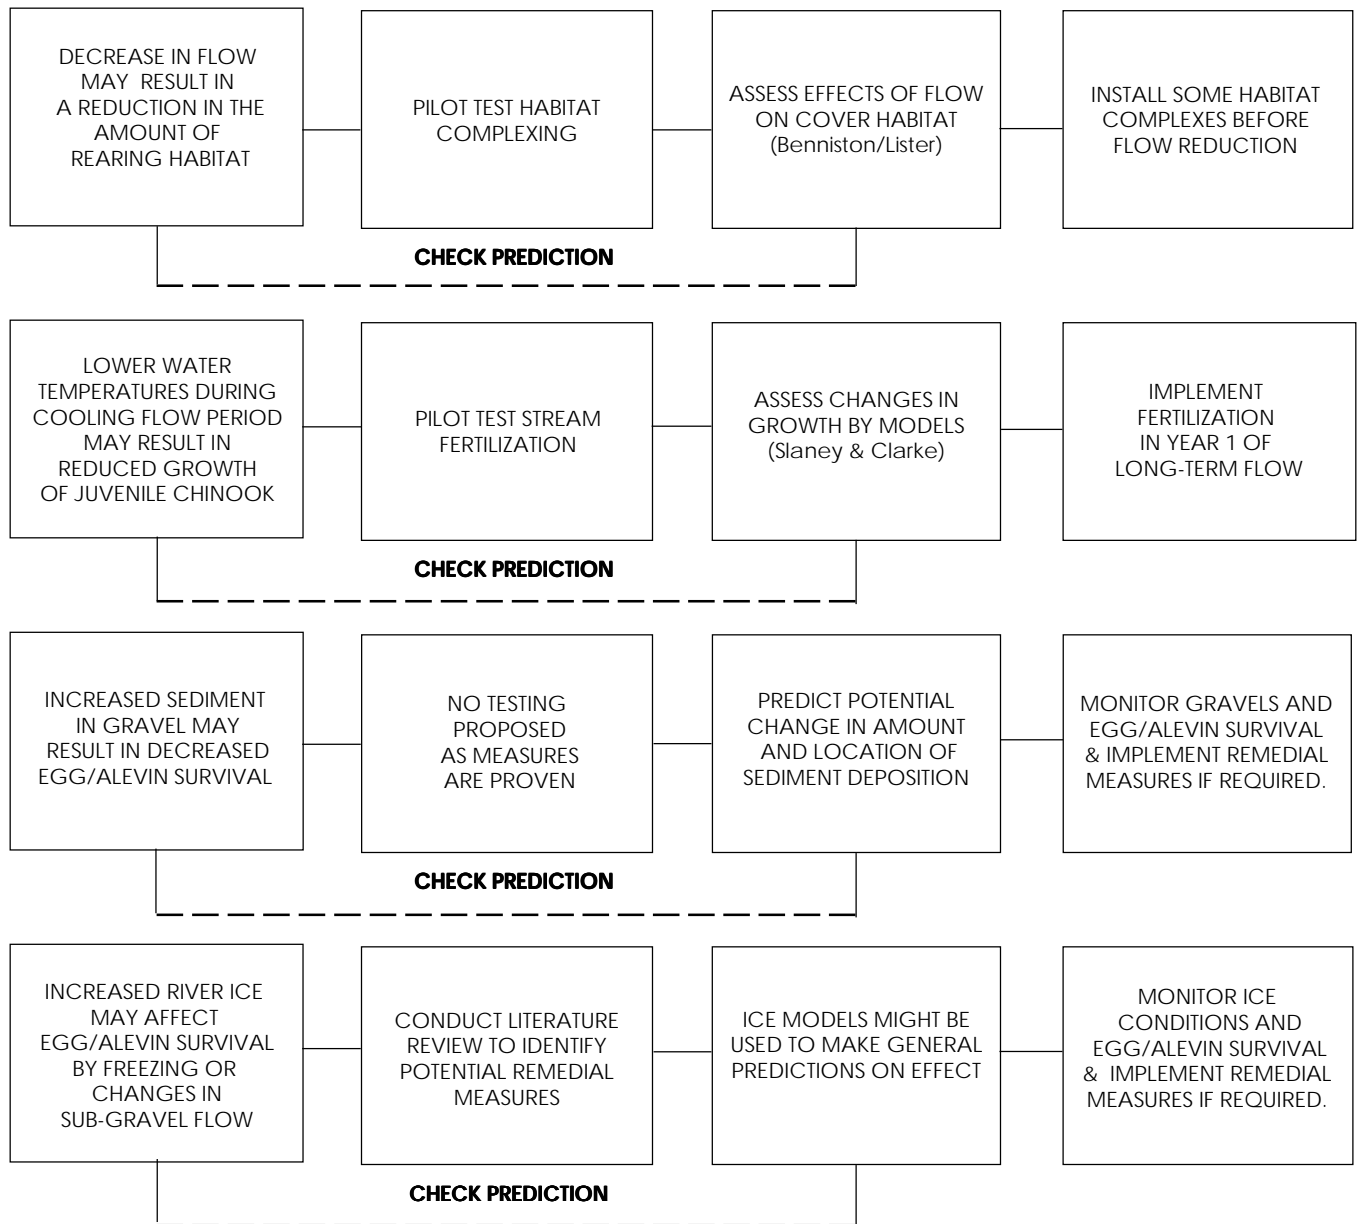 DECREASE IN FLOW
MAY RESULT IN
A REDUCTION IN THE
AMOUNT OF
REARING HABITAT
PILOT TEST HABITAT
COMPLEXING
ASSESS EFFECTS OF FLOW
ON COVER HABITAT
(Benniston/Lister)
INSTALL SOME HABITAT
COMPLEXES BEFORE
FLOW REDUCTION
CHECK PREDICTION
LOWER WATER
TEMPERATURES DURING
COOLING FLOW PERIOD
MAY RESULT IN
REDUCED GROWTH
OF JUVENILE CHINOOK
PILOT TEST STREAM
FERTILIZATION
ASSESS CHANGES IN
GROWTH BY MODELS
(Slaney & Clarke)
IMPLEMENT
FERTILIZATION
IN YEAR 1 OF
LONG-TERM FLOW
CHECK PREDICTION
INCREASED SEDIMENT
IN GRAVEL MAY
RESULT IN DECREASED
EGG/ALEVIN SURVIVAL
NO TESTING
PROPOSED
AS MEASURES
ARE PROVEN
PREDICT POTENTIAL
CHANGE IN AMOUNT
AND LOCATION OF
SEDIMENT DEPOSITION
MONITOR GRAVELS AND
EGG/ALEVIN SURVIVAL
& IMPLEMENT REMEDIAL
MEASURES IF REQUIRED.
CHECK PREDICTION
INCREASED RIVER ICE
MAY AFFECT
EGG/ALEVIN SURVIVAL
BY FREEZING OR
CHANGES IN
SUB-GRAVEL FLOW
CONDUCT LITERATURE
REVIEW TO IDENTIFY
POTENTIAL REMEDIAL
MEASURES
ICE MODELS MIGHT BE
USED TO MAKE GENERAL
PREDICTIONS ON EFFECT
MONITOR ICE
CONDITIONS AND
EGG/ALEVIN SURVIVAL
& IMPLEMENT REMEDIAL
MEASURES IF REQUIRED.
CHECK PREDICTION